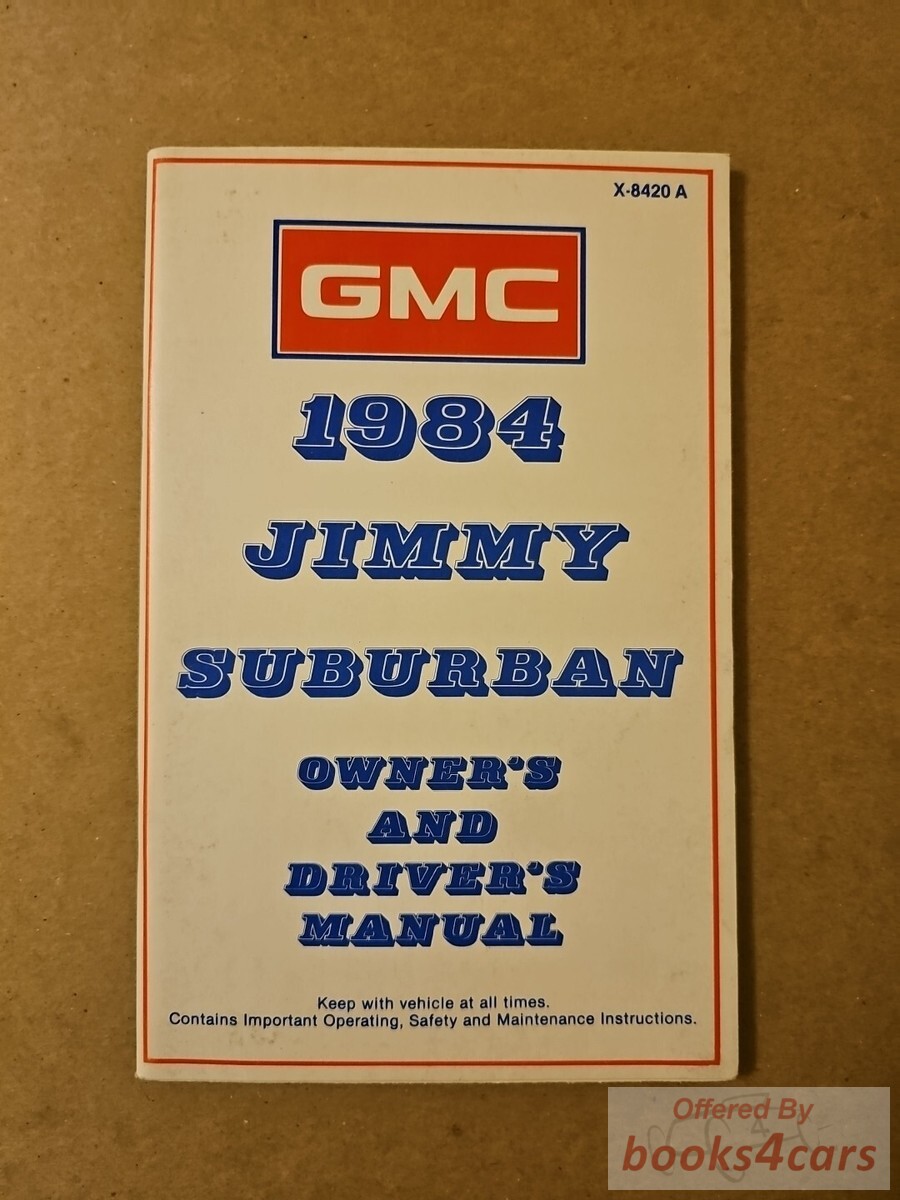 X-8420 A
GMC
1984
JIMMY
SUBURBAN
OWNER'S
AND
DRIVER'S
MANUAL
Keep with vehicle at all times.
Contains Important Operating, Safety and Maintenance Instructions.
Offered By
books4cars